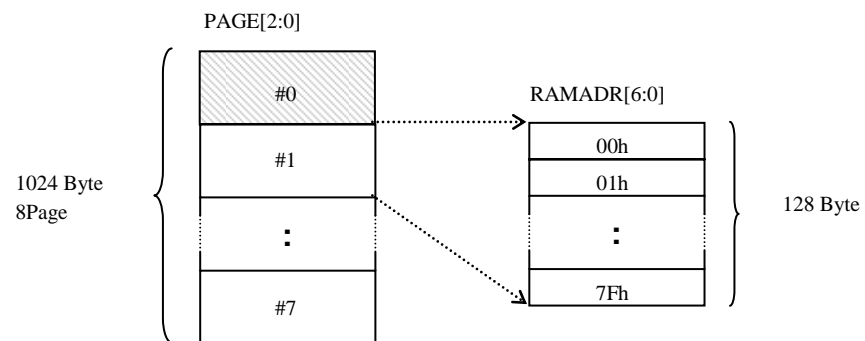 PAGE[2:0]
#0
#1
:
#7
1024 Byte
8Page
RAMADR[6:0]
00h
01h
:
7Fh
128 Byte